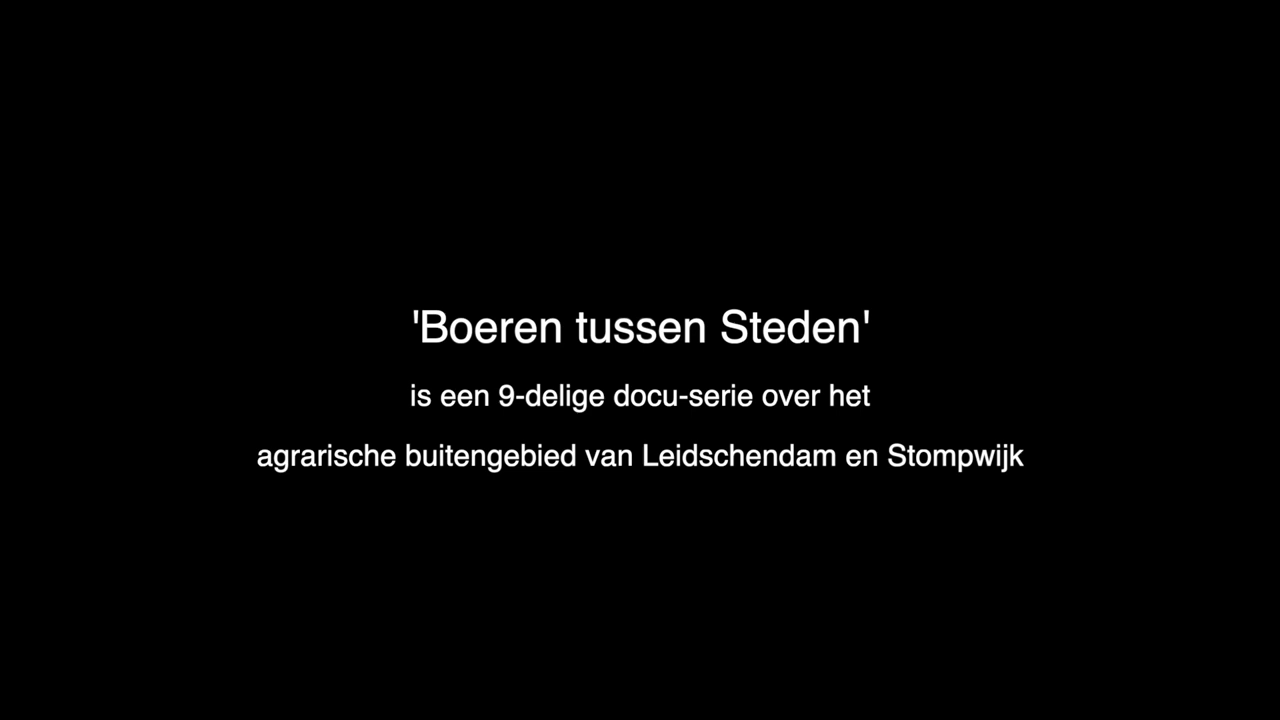 'Boeren tussen Steden'
is een 9-delige docu-serie over het
agrarische buitengebied van Leidschendam en Stompwijk